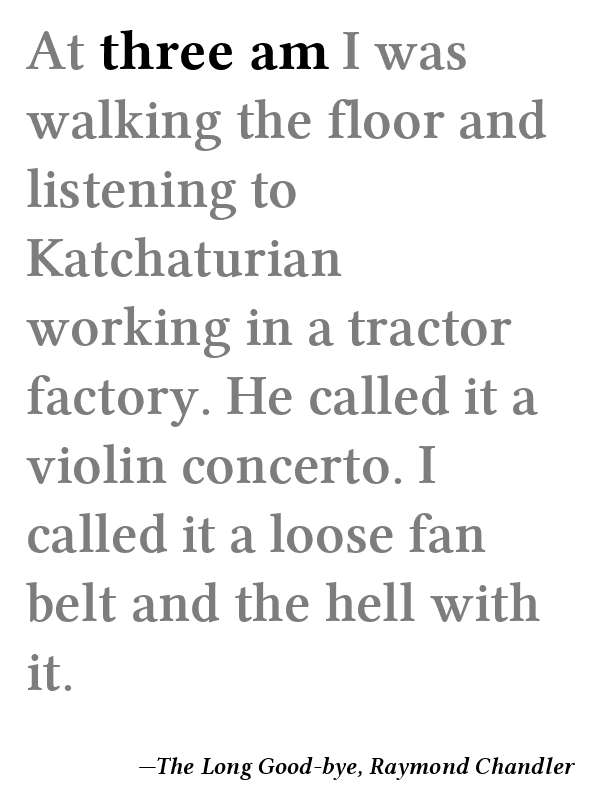 At three am I was
walking the floor and
listening to
Katchaturian
working in a tractor
factory. He called it a
violin concerto. I
called it a loose fan
belt and the hell with
it.
—The Long Good-bye, Raymond Chandler